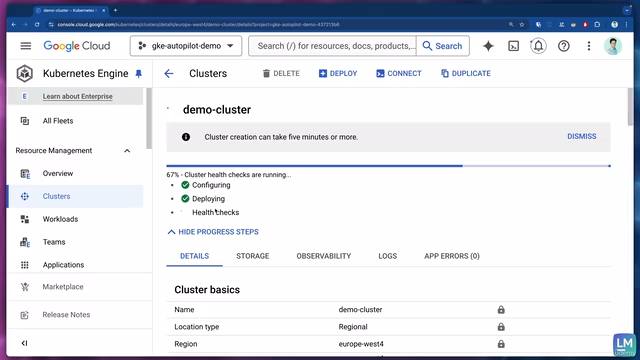 demo-cluster – Kubernetes En
console.cloud.google.com/kubernetes/clusters/details/europe-west4/demo-cluster/details?project=gke-autopilot-demo-437213b6
Google Cloud
gke-autopilot-demo
Search (/) for resources, docs, products,...
Search
Kubernetes Engine
Clusters
DELETE
DEPLOY
CONNECT
DUPLICATE
E
Learn about Enterprise
All Fleets
Resource Management
Overview
Clusters
Workloads
Teams
Applications
Marketplace
Release Notes
demo-cluster
Cluster creation can take five minutes or more.
DISMISS
67% - Cluster health checks are running...
Configuring
Deploying
Health checks
HIDE PROGRESS STEPS
DETAILS
STORAGE
OBSERVABILITY
LOGS
APP ERRORS (0)
Cluster basics
Name
demo-cluster
Location type
Regional
Region
europe-west4
LM